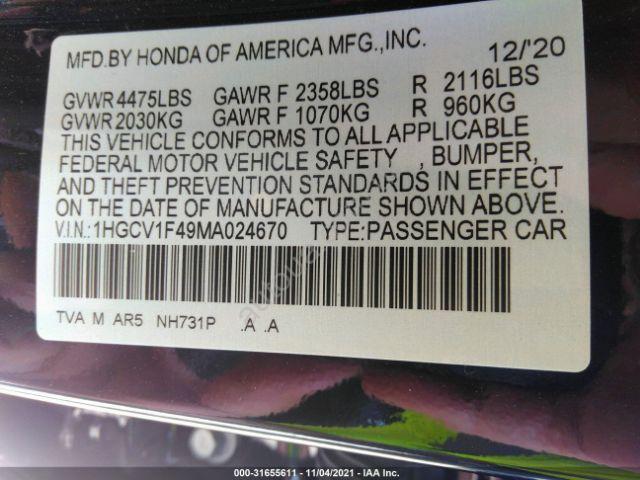 MFD.BY HONDA OF AMERICA MFG.,INC. 12/'20
GVWR 4475LBS GAWR F 2358LBS R 2116LBS
GVWR 2030KG GAWR F 1070KG R 960KG
THIS VEHICLE CONFORMS TO ALL APPLICABLE
FEDERAL MOTOR VEHICLE SAFETY , BUMPER,
AND THEFT PREVENTION STANDARDS IN EFFECT
ON THE DATE OF MANUFACTURE SHOWN ABOVE.
V.I.N.:1HGCV1F49MA024670 TYPE:PASSENGER CAR
TVA M AR5 NH731P .A .A
000-31655611 - 11/04/2021 - IAA Inc.